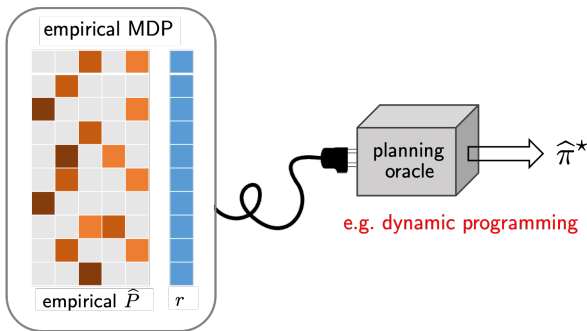 empirical MDP
planning
oracle
π̂⋆
e.g. dynamic programming
empirical P̂
r